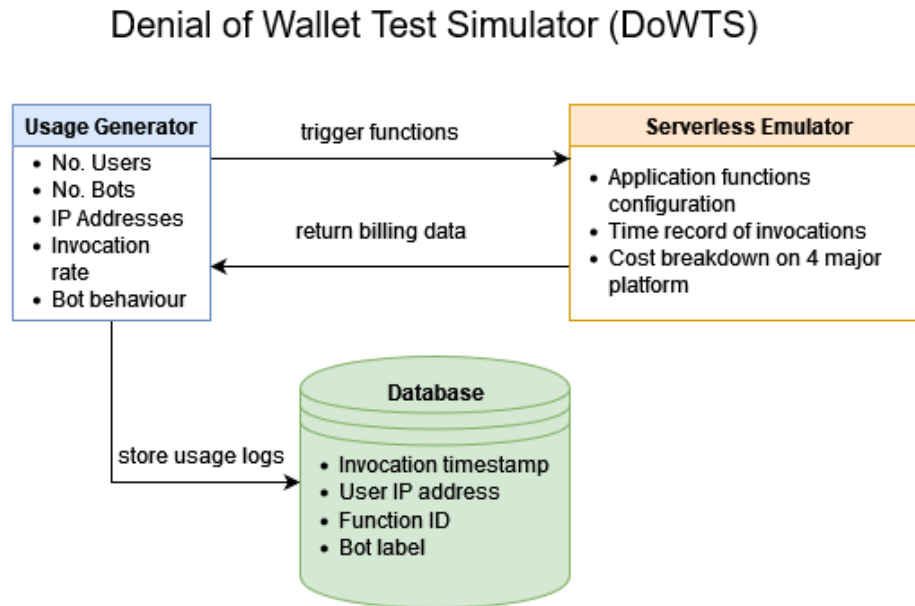 Denial of Wallet Test Simulator (DoWTS)
Usage Generator
• No. Users
• No. Bots
• IP Addresses
• Invocation
rate
• Bot behaviour
trigger functions
return billing data
Serverless Emulator
• Application functions
configuration
• Time record of invocations
• Cost breakdown on 4 major
platform
store usage logs
Database
• Invocation timestamp
• User IP address
• Function ID
• Bot label